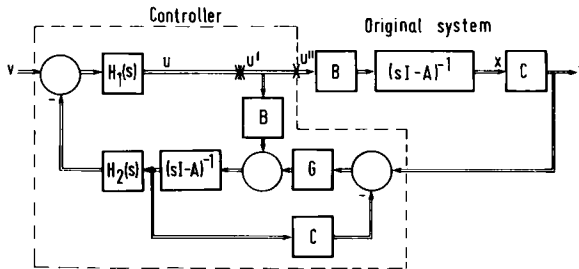 Controller
Original system
v
H₁(s)
u
u'
u''
B
(sI-A)⁻¹
x
C
-
B
H₂(s)
(sI-A)⁻¹
G
-
C